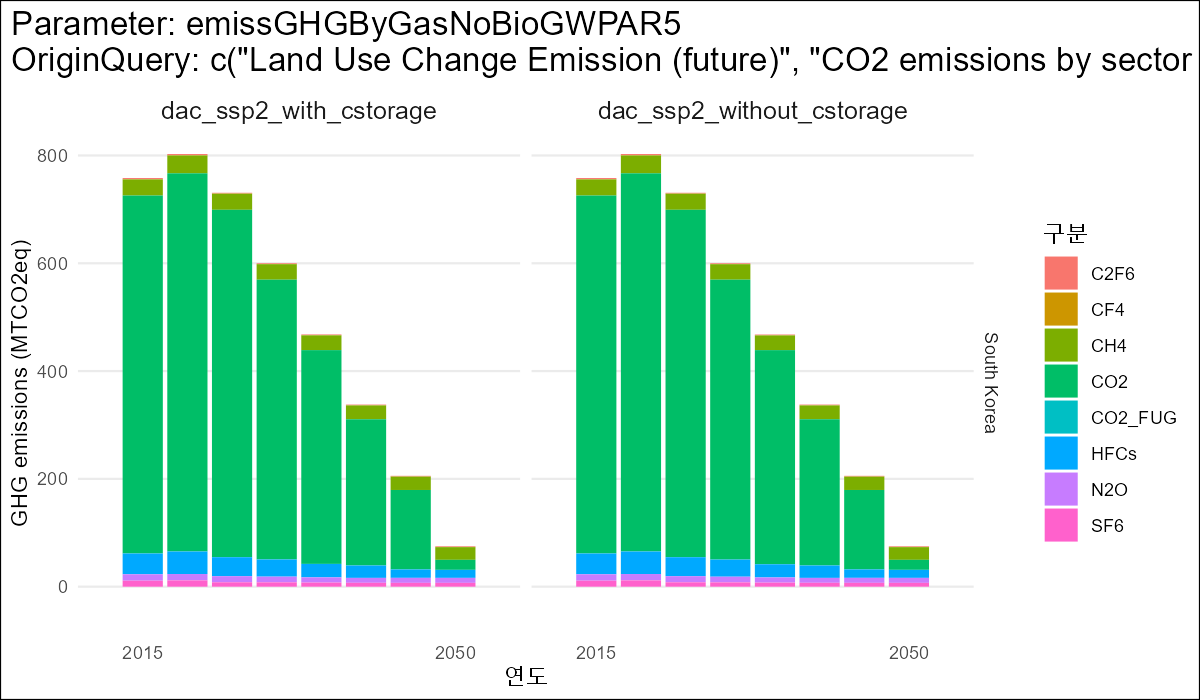 Parameter: emissGHGByGasNoBioGWPAR5
OriginQuery: c("Land Use Change Emission (future)", "CO2 emissions by sector
dac_ssp2_with_cstorage
dac_ssp2_without_cstorage
GHG emissions (MTCO2eq)
800
600
400
200
0
2015
2050
2015
2050
연도
South Korea
구분
C2F6
CF4
CH4
CO2
CO2_FUG
HFCs
N2O
SF6